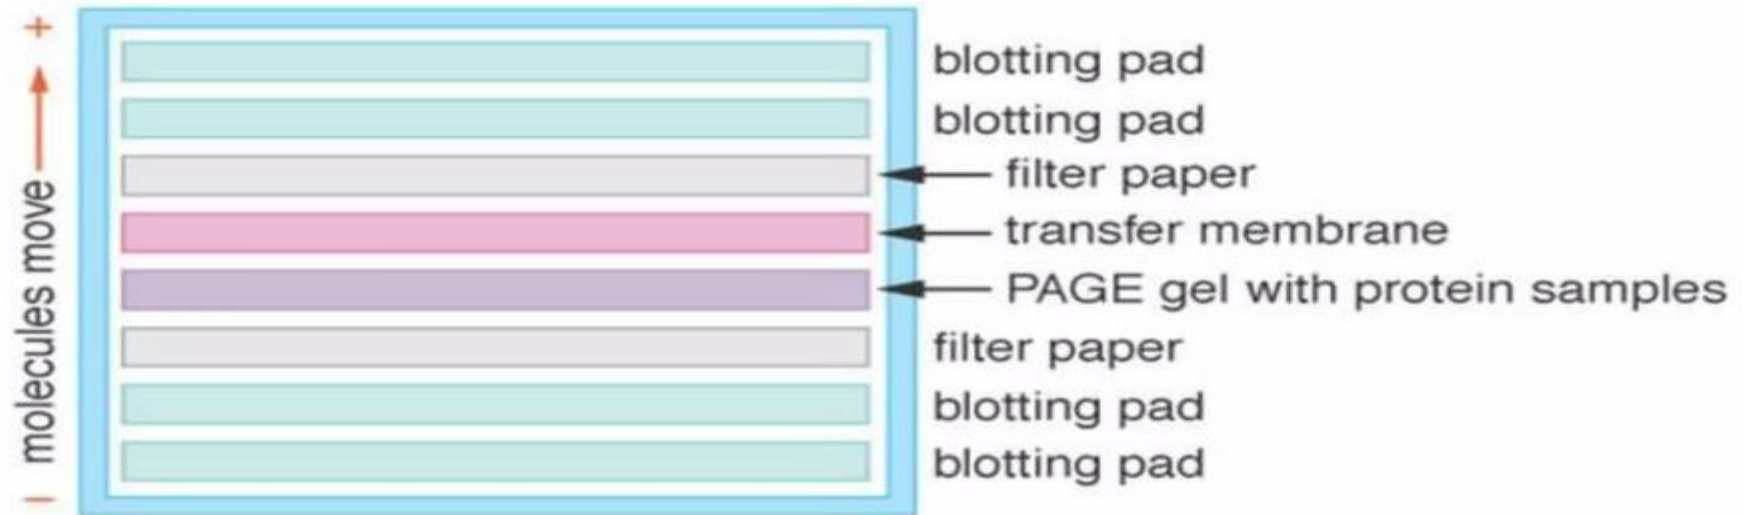 +
molecules move
−
blotting pad
blotting pad
filter paper
transfer membrane
PAGE gel with protein samples
filter paper
blotting pad
blotting pad